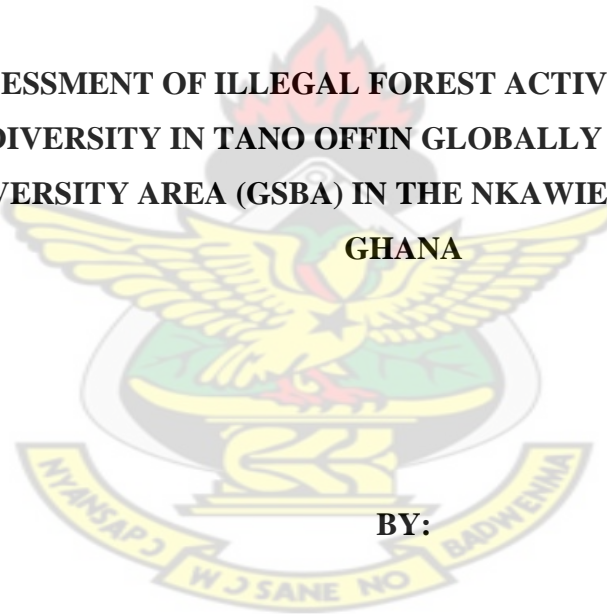 ESSMENT OF ILLEGAL FOREST ACTIV
DIVERSITY IN TANO OFFIN GLOBALLY
VERSITY AREA (GSBA) IN THE NKAWIE
GHANA
BY:
NYANSAPƆ WƆSANE NO BADWENMA